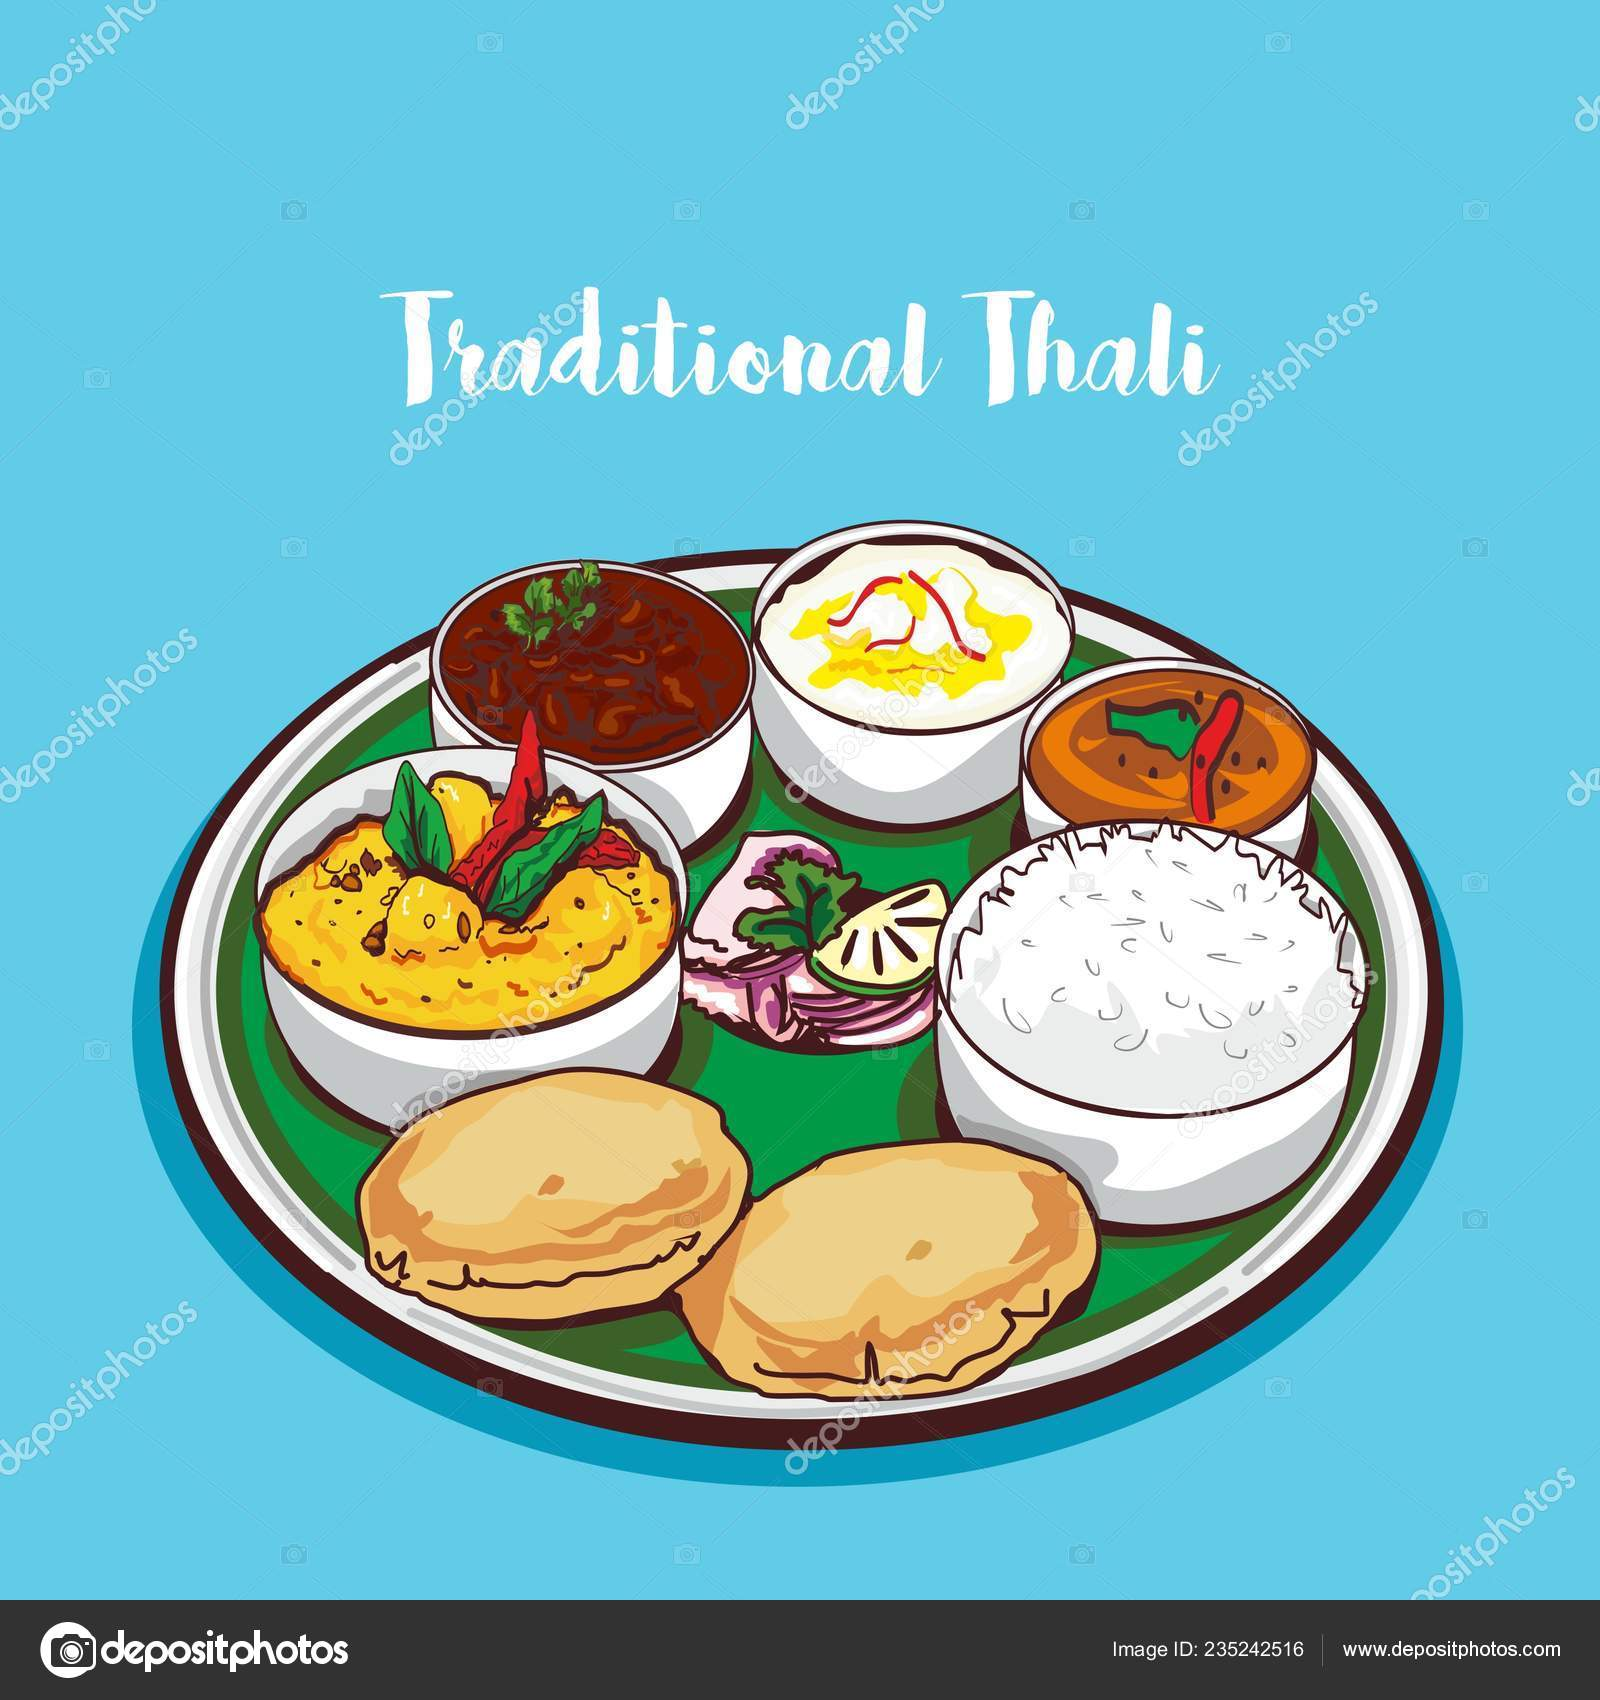 Traditional Thali
depositphotos
Image ID: 235242516
www.depositphotos.com